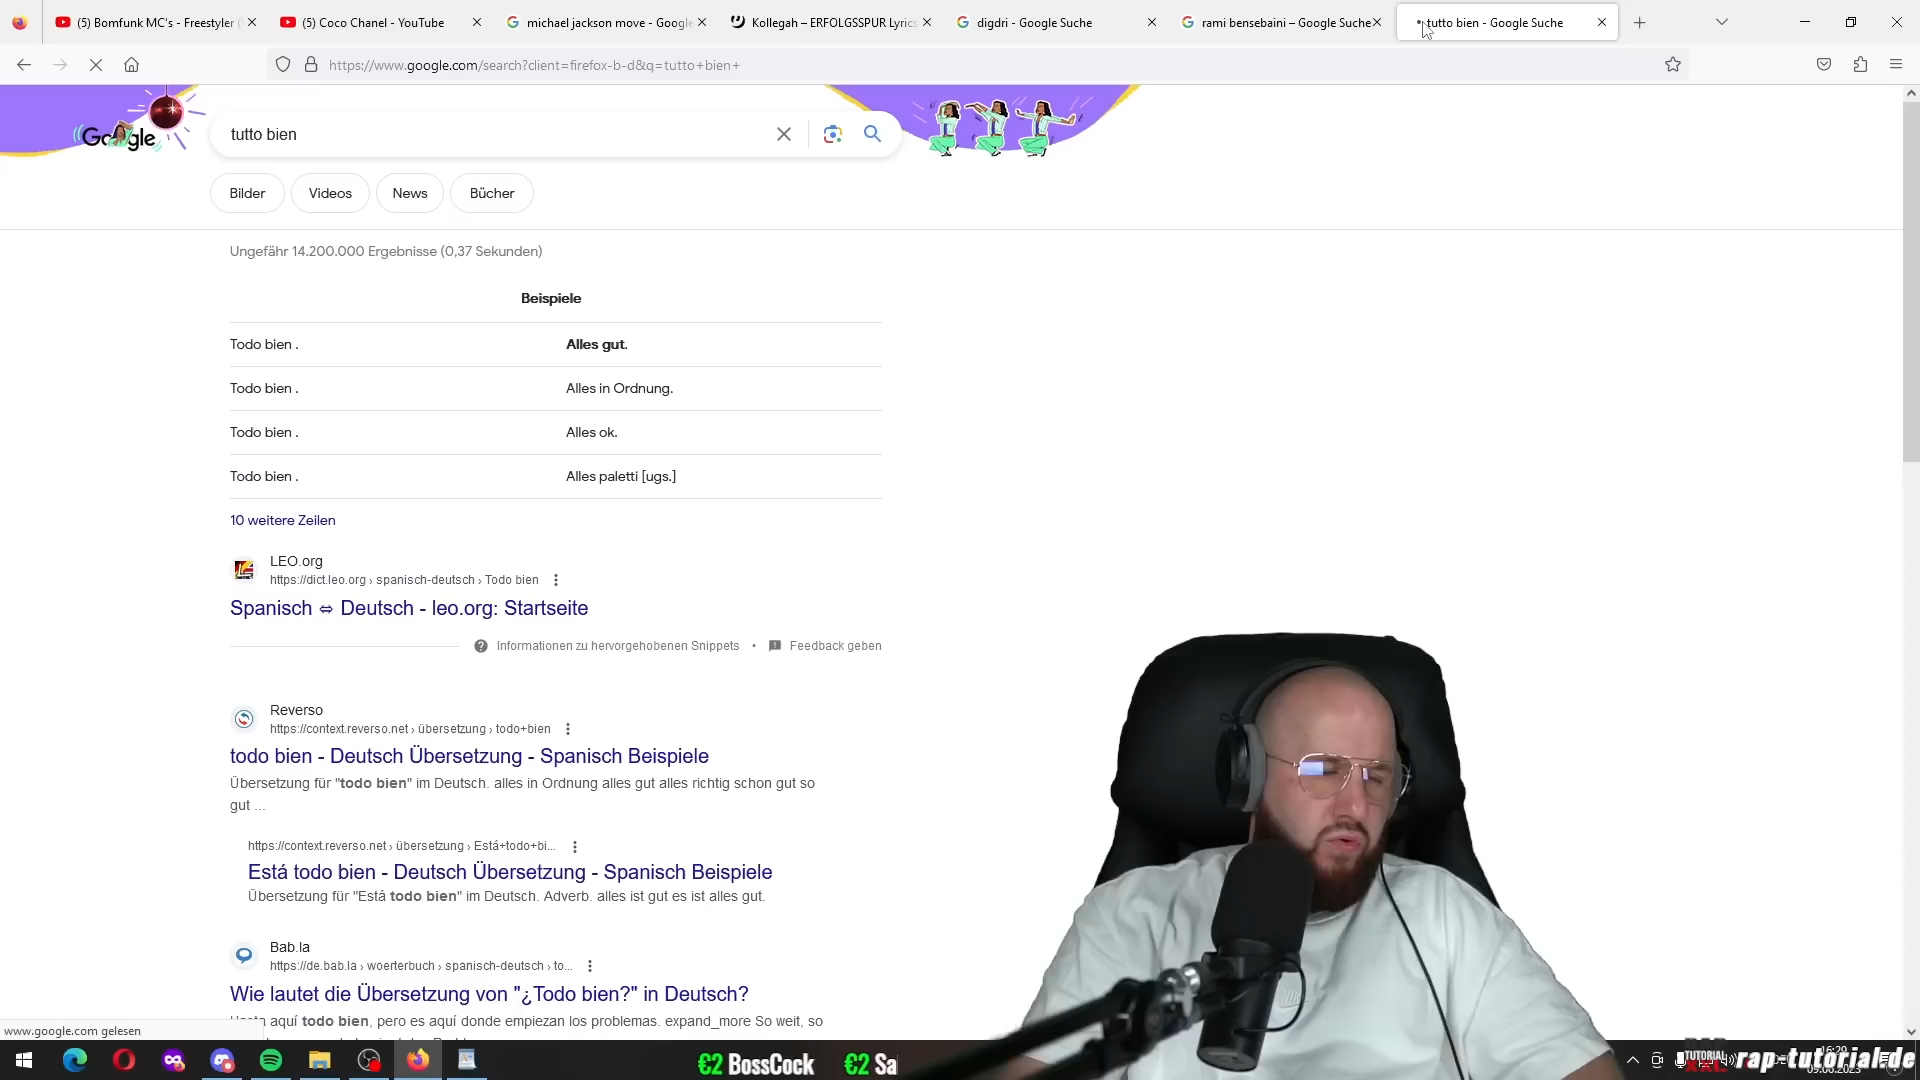 (5) Bomfunk MC's - Freestyler (
(5) Coco Chanel - YouTube
michael jackson move - Google
Kollegah – ERFOLGSSPUR Lyrics
digdri - Google Suche
rami bensebaini – Google Suche
tutto bien - Google Suche
https://www.google.com/search?client=firefox-b-d&q=tutto+bien+
Google
tutto bien
Bilder
Videos
News
Bücher
Ungefähr 14.200.000 Ergebnisse (0,37 Sekunden)
Beispiele
Todo bien . Alles gut.
Todo bien . Alles in Ordnung.
Todo bien . Alles ok.
Todo bien . Alles paletti [ugs.]
10 weitere Zeilen
LEO.org
https://dict.leo.org › spanisch-deutsch › Todo bien
Spanisch ⇔ Deutsch - leo.org: Startseite
Informationen zu hervorgehobenen Snippets • Feedback geben
Reverso
https://context.reverso.net › übersetzung › todo+bien
todo bien - Deutsch Übersetzung - Spanisch Beispiele
Übersetzung für "todo bien" im Deutsch. alles in Ordnung alles gut alles richtig schon gut so
gut ...
https://context.reverso.net › übersetzung › Está+todo+bi...
Está todo bien - Deutsch Übersetzung - Spanisch Beispiele
Übersetzung für "Está todo bien" im Deutsch. Adverb. alles ist gut es ist alles gut.
Bab.la
https://de.bab.la › woerterbuch › spanisch-deutsch › to...
Wie lautet die Übersetzung von "¿Todo bien?" in Deutsch?
aquí todo bien, pero es aquí donde empiezan los problemas. expand_more So weit, so
www.google.com gelesen
€2 BossCock €2 Sa
TUTORIAL
XXL
rap-tutorial.de
16:29
09.06.2023